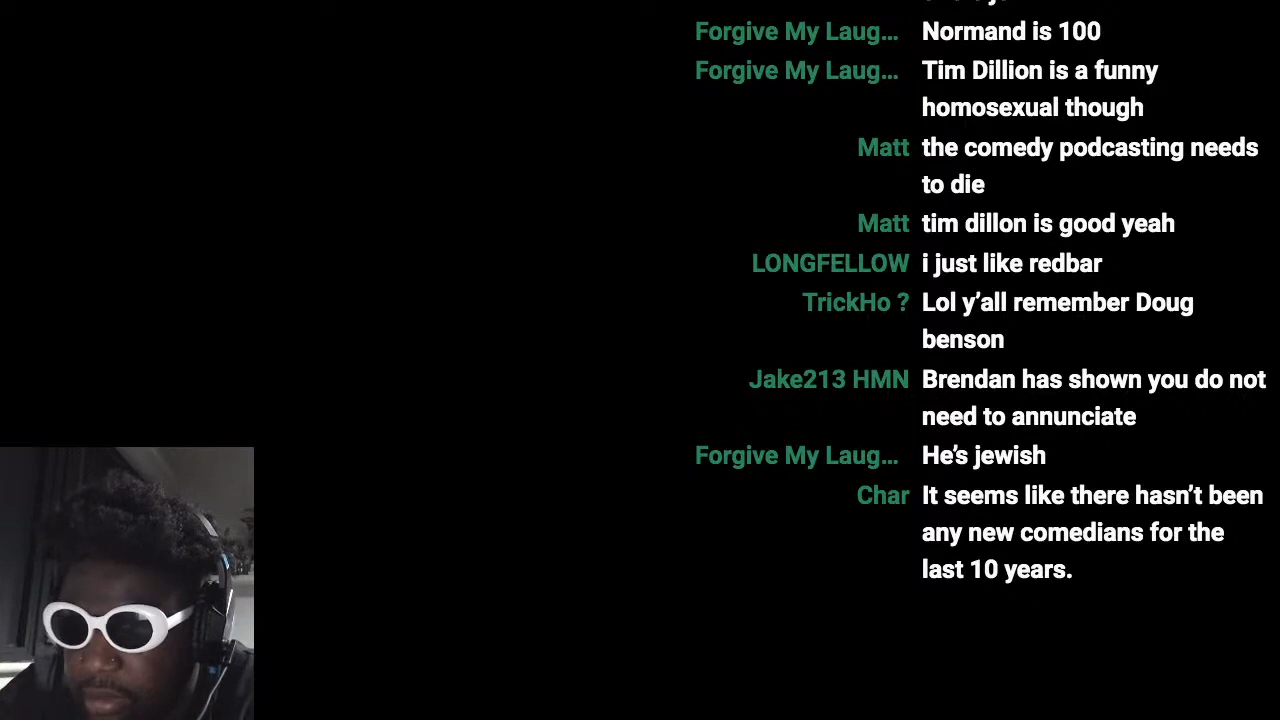 Forgive My Laug... Normand is 100
Forgive My Laug... Tim Dillion is a funny
homosexual though
Matt the comedy podcasting needs
to die
Matt tim dillon is good yeah
LONGFELLOW i just like redbar
TrickHo ? Lol y’all remember Doug
benson
Jake213 HMN Brendan has shown you do not
need to annunciate
Forgive My Laug... He’s jewish
Char It seems like there hasn’t been
any new comedians for the
last 10 years.